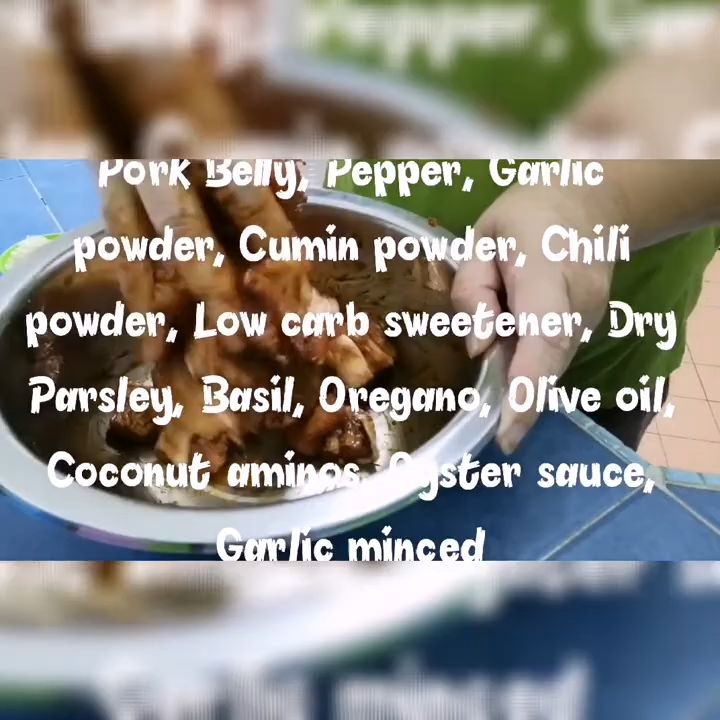 Pork Belly, Pepper, Garlic
powder, Cumin powder, Chili
powder, Low carb sweetener, Dry
Parsley, Basil, Oregano, Olive oil,
Coconut aminos, Oyster sauce,
Garlic minced